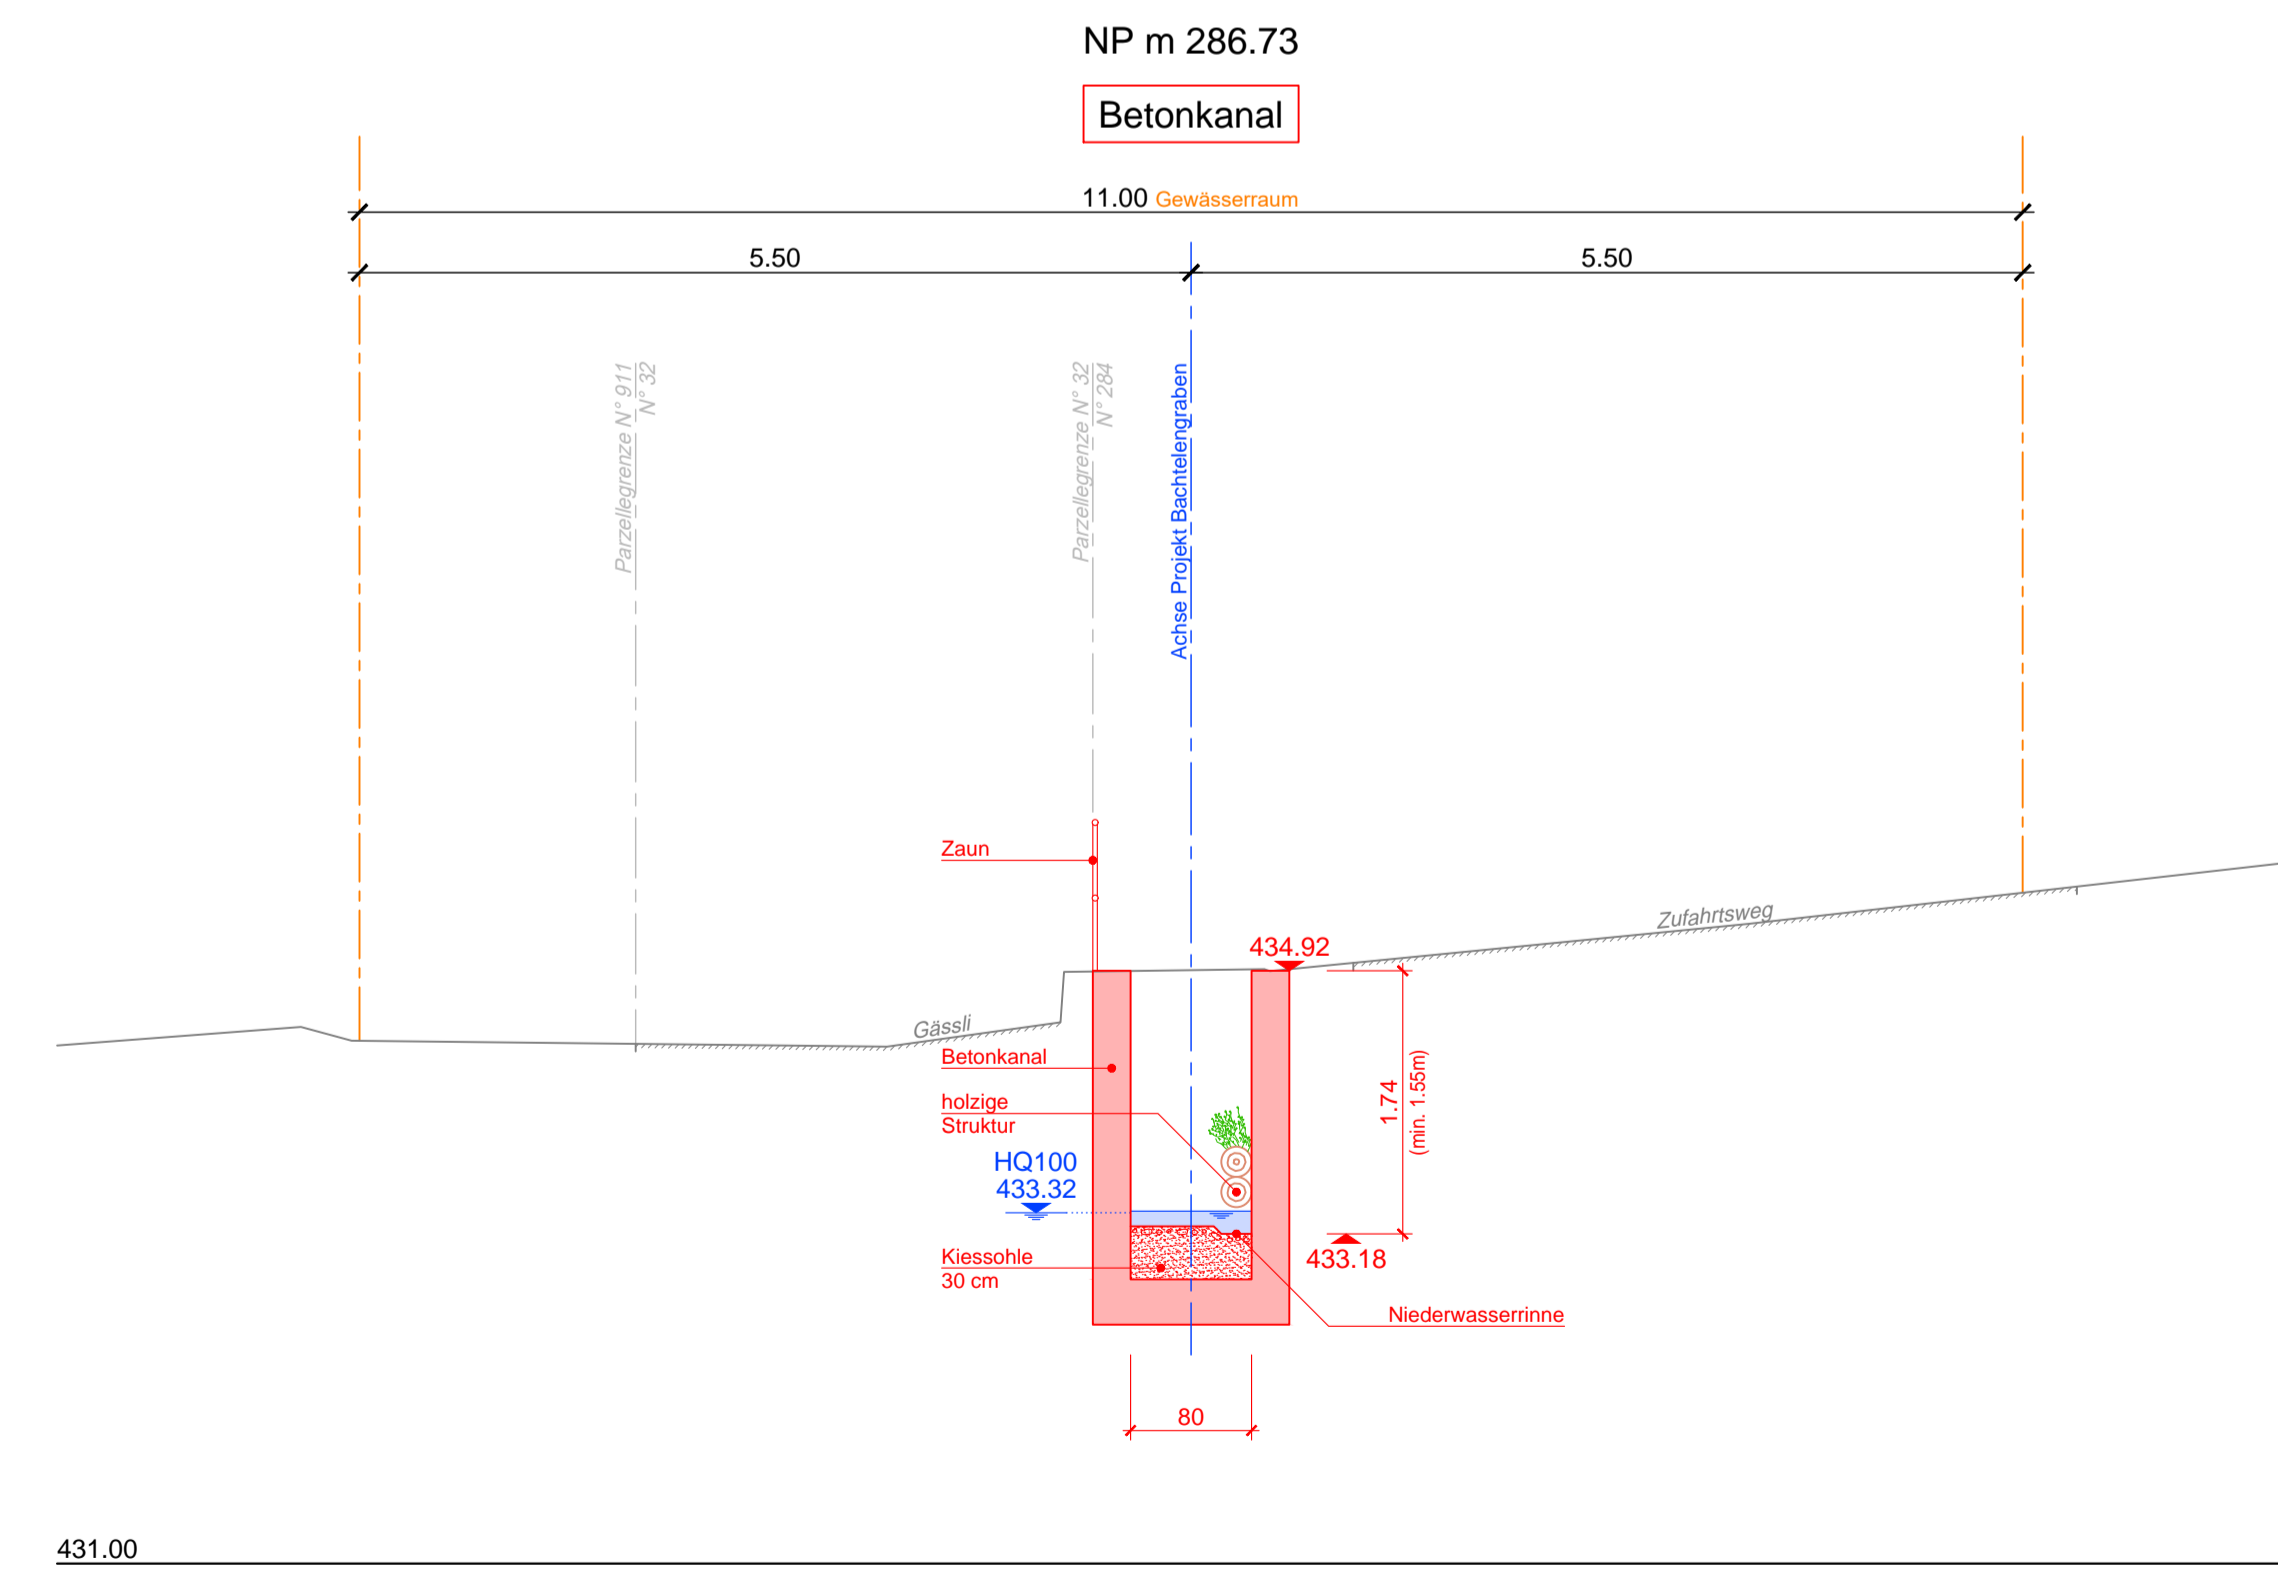 NP m 286.73
Betonkanal
11.00 Gewässerraum
5.50
5.50
Parzellegrenze N° 911
N° 32
Parzellegrenze N° 32
N° 284
Achse Projekt Bachtelengraben
Zaun
434.92
Zufahrtsweg
Gässli
Betonkanal
holzige
Struktur
1.74
(min. 1.55m)
HQ100
433.32
433.18
Kiessohle
30 cm
Niederwasserrinne
80
431.00